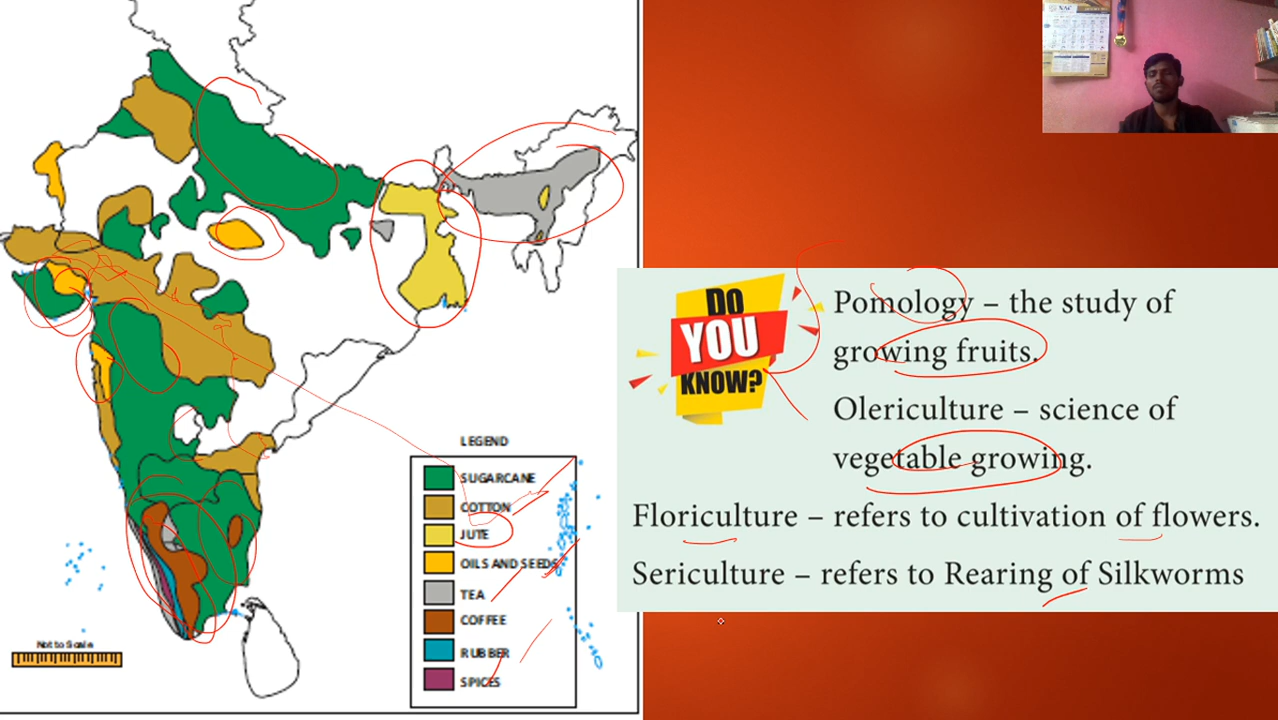 LEGEND
SUGARCANE
COTTON
JUTE
OILS AND SEEDS
TEA
COFFEE
RUBBER
SPICES
Not to Scale
DO
YOU
KNOW?
Pomology – the study of
growing fruits.
Olericulture – science of
vegetable growing.
Floriculture – refers to cultivation of flowers.
Sericulture – refers to Rearing of Silkworms